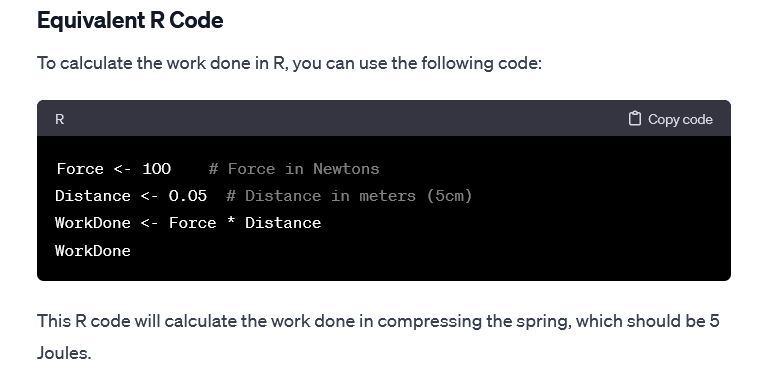 Equivalent R Code
To calculate the work done in R, you can use the following code:
R
Copy code
Force <- 100    # Force in Newtons
Distance <- 0.05  # Distance in meters (5cm)
WorkDone <- Force * Distance
WorkDone
This R code will calculate the work done in compressing the spring, which should be 5
Joules.